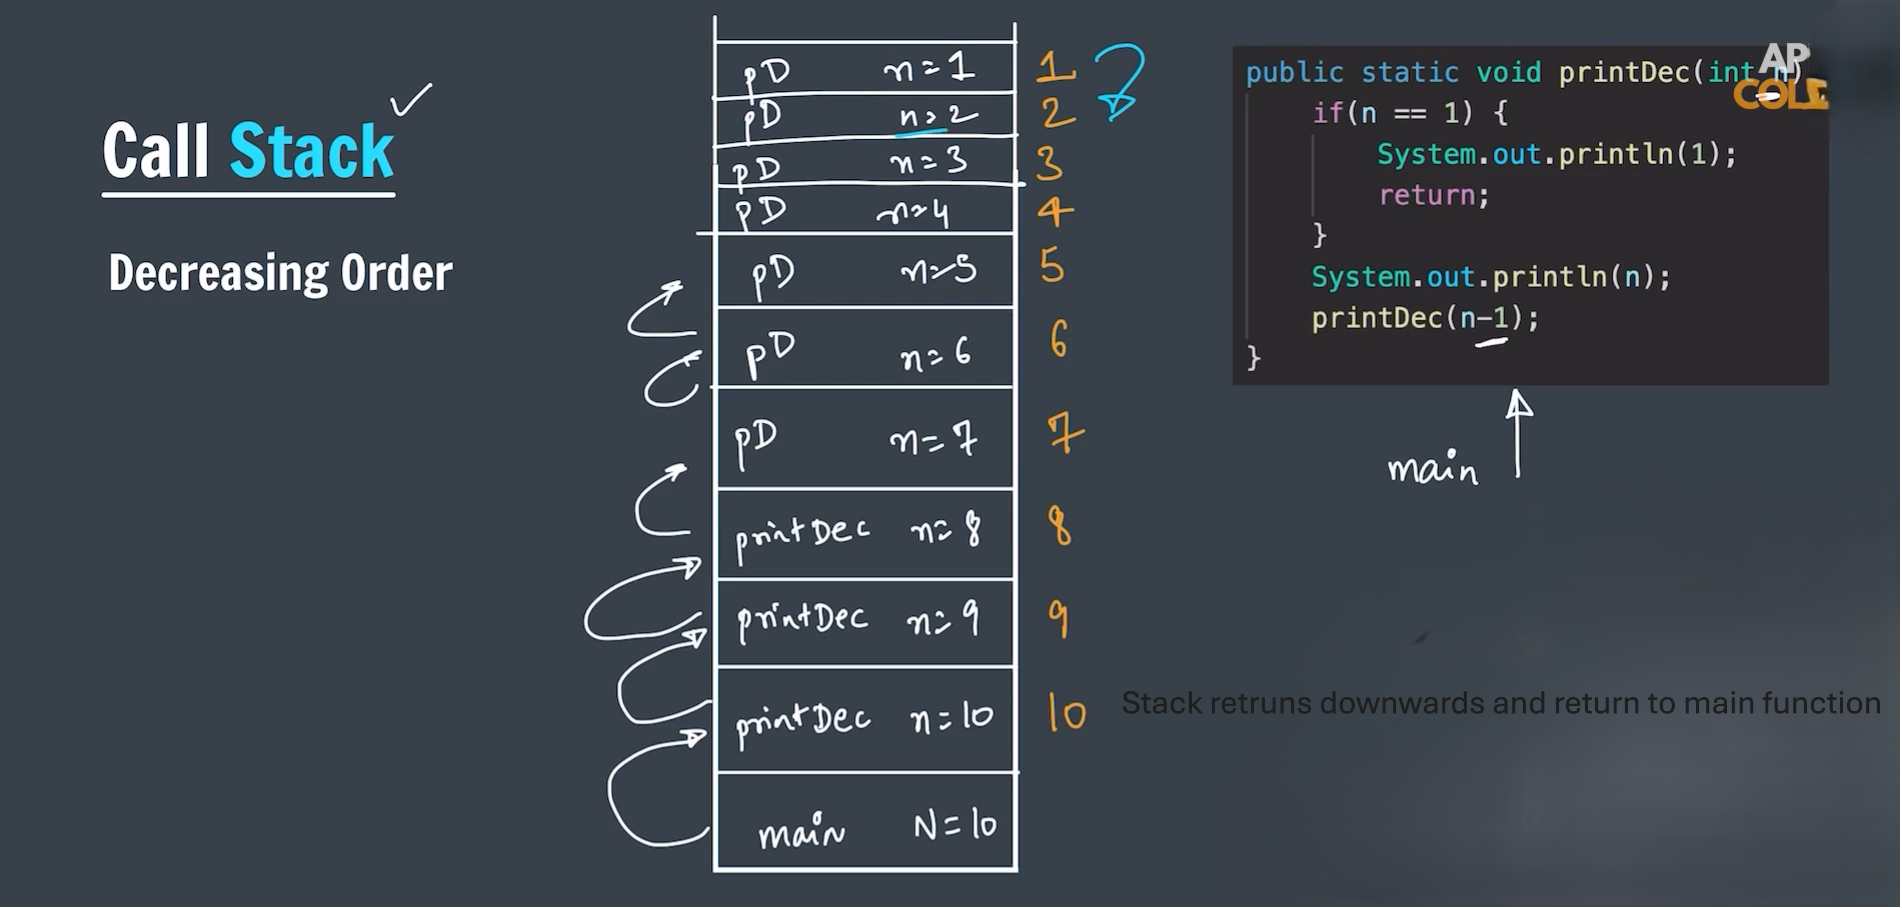 Call Stack
Decreasing Order
pD n=1 1
pD n=2 2
pD n=3 3
pD n=4 4
pD n=5 5
pD n=6 6
pD n=7 7
printDec n=8 8
printDec n=9 9
printDec n=10 10
main N=10
public static void printDec(int n)
if(n == 1) {
System.out.println(1);
return;
}
System.out.println(n);
printDec(n-1);
}
AP
COLE
main
Stack retruns downwards and return to main function